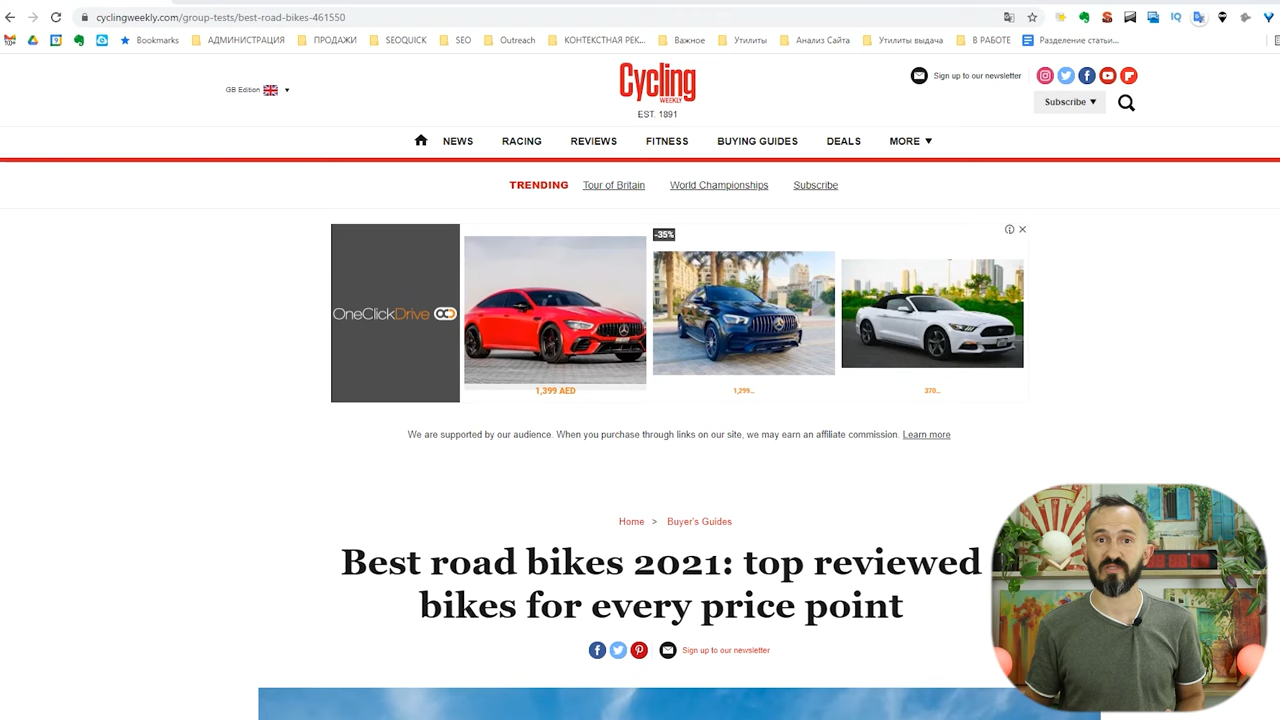 cyclingweekly.com/group-tests/best-road-bikes-461550
Bookmarks АДМИНИСТРАЦИЯ ПРОДАЖИ SEOQUICK SEO Outreach КОНТЕКСТНАЯ РЕК... Важное Утилиты Анализ Сайта Утилиты выдача В РАБОТЕ Разделение статьи...
GB Edition
Cycling
WEEKLY
EST. 1891
Sign up to our newsletter
Subscribe ▼
NEWS RACING REVIEWS FITNESS BUYING GUIDES DEALS MORE ▼
TRENDING Tour of Britain World Championships Subscribe
-35%
OneClickDrive
1,399 AED
1,299...
370...
We are supported by our audience. When you purchase through links on our site, we may earn an affiliate commission. Learn more
Home > Buyer's Guides
Best road bikes 2021: top reviewed
bikes for every price point
Sign up to our newsletter